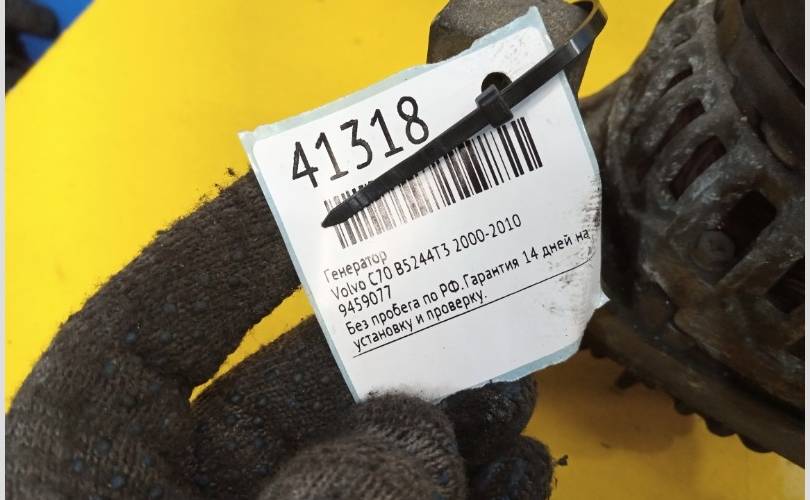 41318
Генератор
Volvo C70 B5244T3 2000-2010
9459077
Без пробега по РФ.Гарантия 14 дней на
установку и проверку.